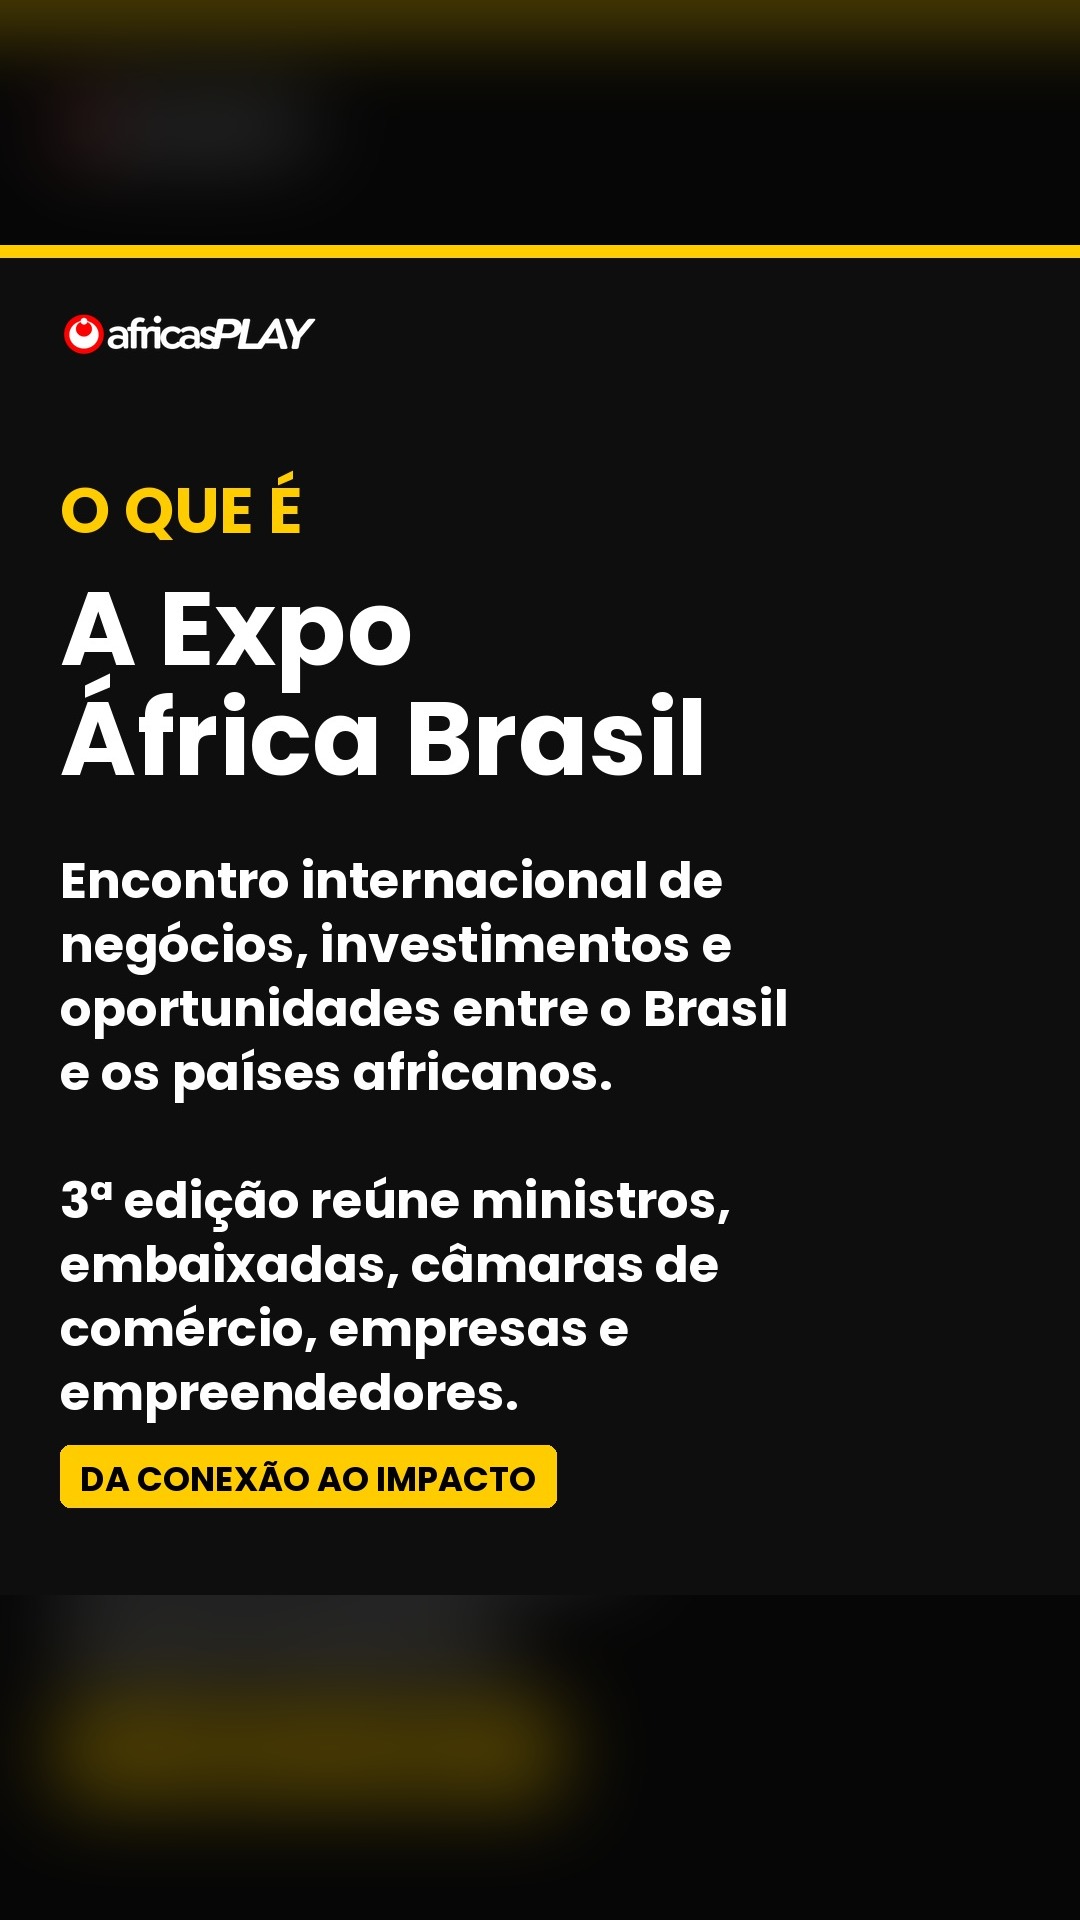 africasPLAY
O QUE É
A Expo
África Brasil
Encontro internacional de
negócios, investimentos e
oportunidades entre o Brasil
e os países africanos.
3ª edição reúne ministros,
embaixadas, câmaras de
comércio, empresas e
empreendedores.
DA CONEXÃO AO IMPACTO